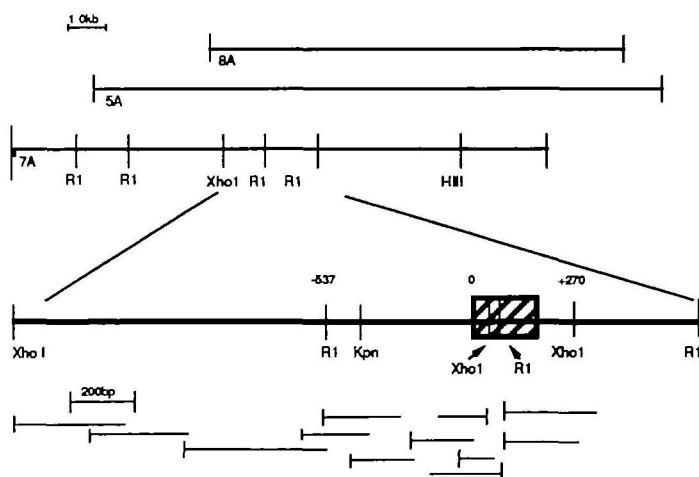 1 0kb
8A
5A
7A
R1 R1 Xho1 R1 R1 HIII
-537 0 +270
Xho I R1 Kpn Xho1 R1 Xho1 R1
200bp